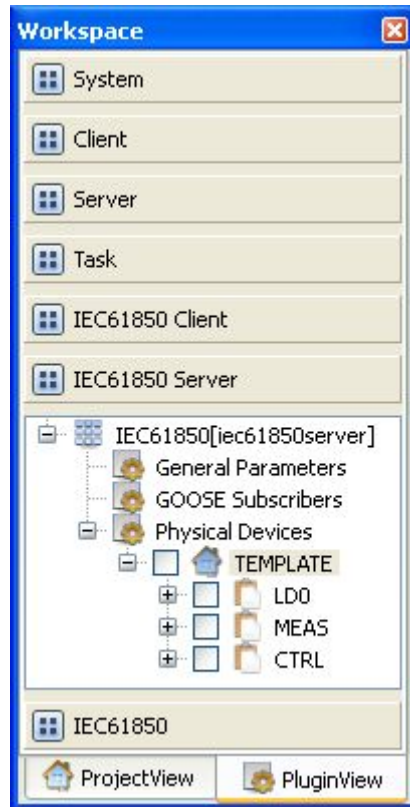 Workspace
System
Client
Server
Task
IEC61850 Client
IEC61850 Server
IEC61850[iec61850server]
General Parameters
GOOSE Subscribers
Physical Devices
TEMPLATE
LD0
MEAS
CTRL
IEC61850
ProjectView PluginView